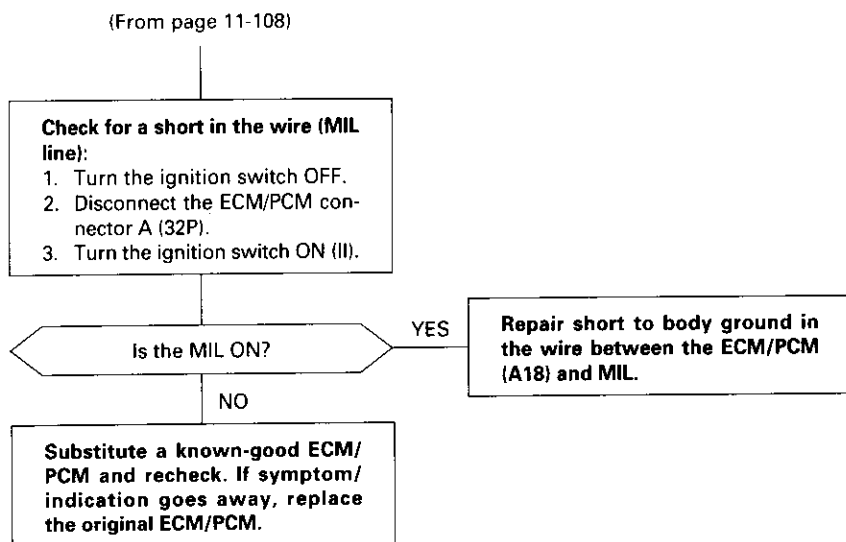 (From page 11-108)
Check for a short in the wire (MIL
line):
1. Turn the ignition switch OFF.
2. Disconnect the ECM/PCM con-
nector A (32P).
3. Turn the ignition switch ON (II).
Is the MIL ON?
YES
Repair short to body ground in
the wire between the ECM/PCM
(A18) and MIL.
NO
Substitute a known-good ECM/
PCM and recheck. If symptom/
indication goes away, replace
the original ECM/PCM.